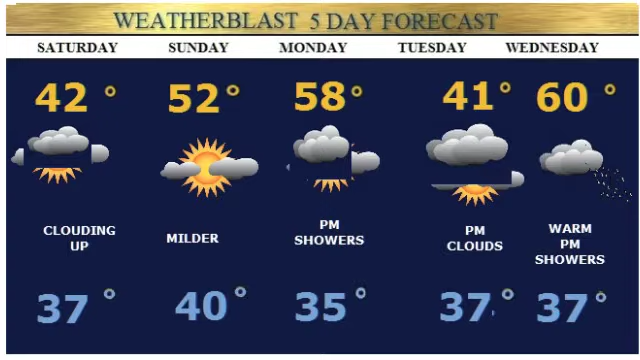 WEATHERBLAST 5 DAY FORECAST
SATURDAY SUNDAY MONDAY TUESDAY WEDNESDAY
42° 52° 58° 41° 60°
CLOUDING UP
MILDER
PM SHOWERS
PM CLOUDS
WARM PM SHOWERS
37° 40° 35° 37° 37°